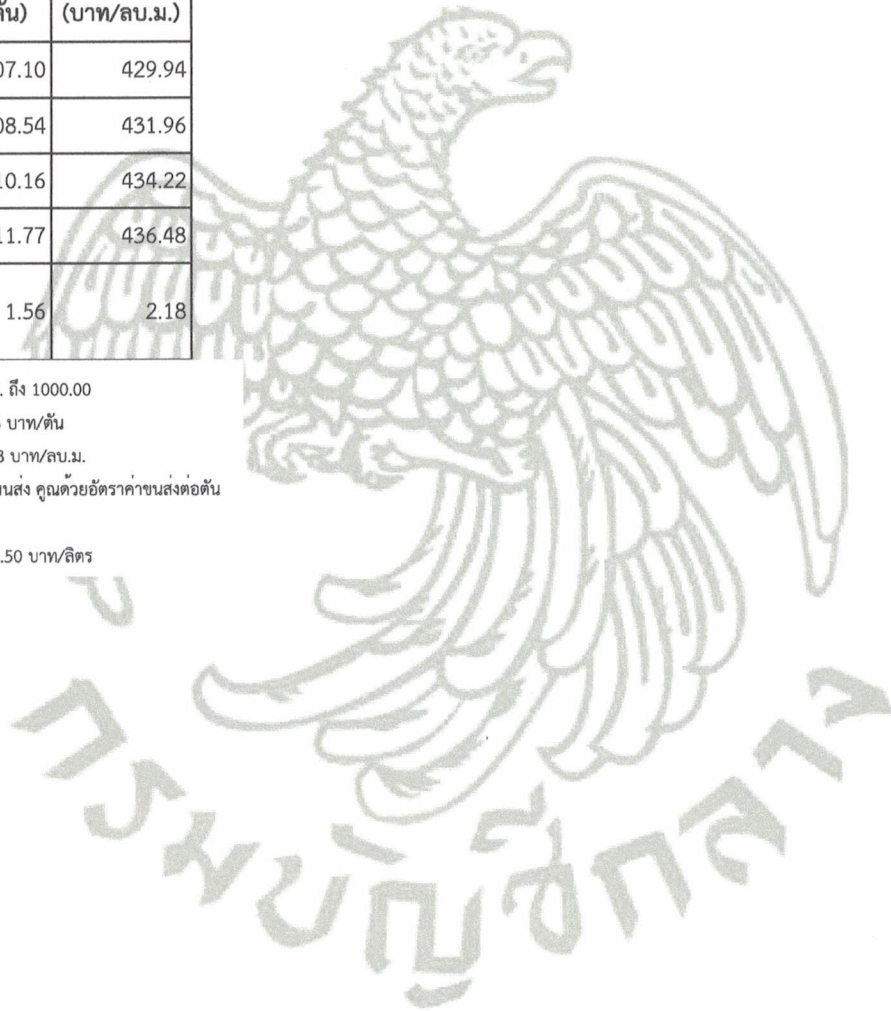 ตัน) (บาท/ลบ.ม.)
07.10 429.94
08.54 431.96
10.16 434.22
11.77 436.48
1.56 2.18
. ถึง 1000.00
บาท/ตัน
บาท/ลบ.ม.
นส่ง คูณด้วยอัตราค่าขนส่งต่อตัน
.50 บาท/ลิตร
กรมบัญชีกลาง